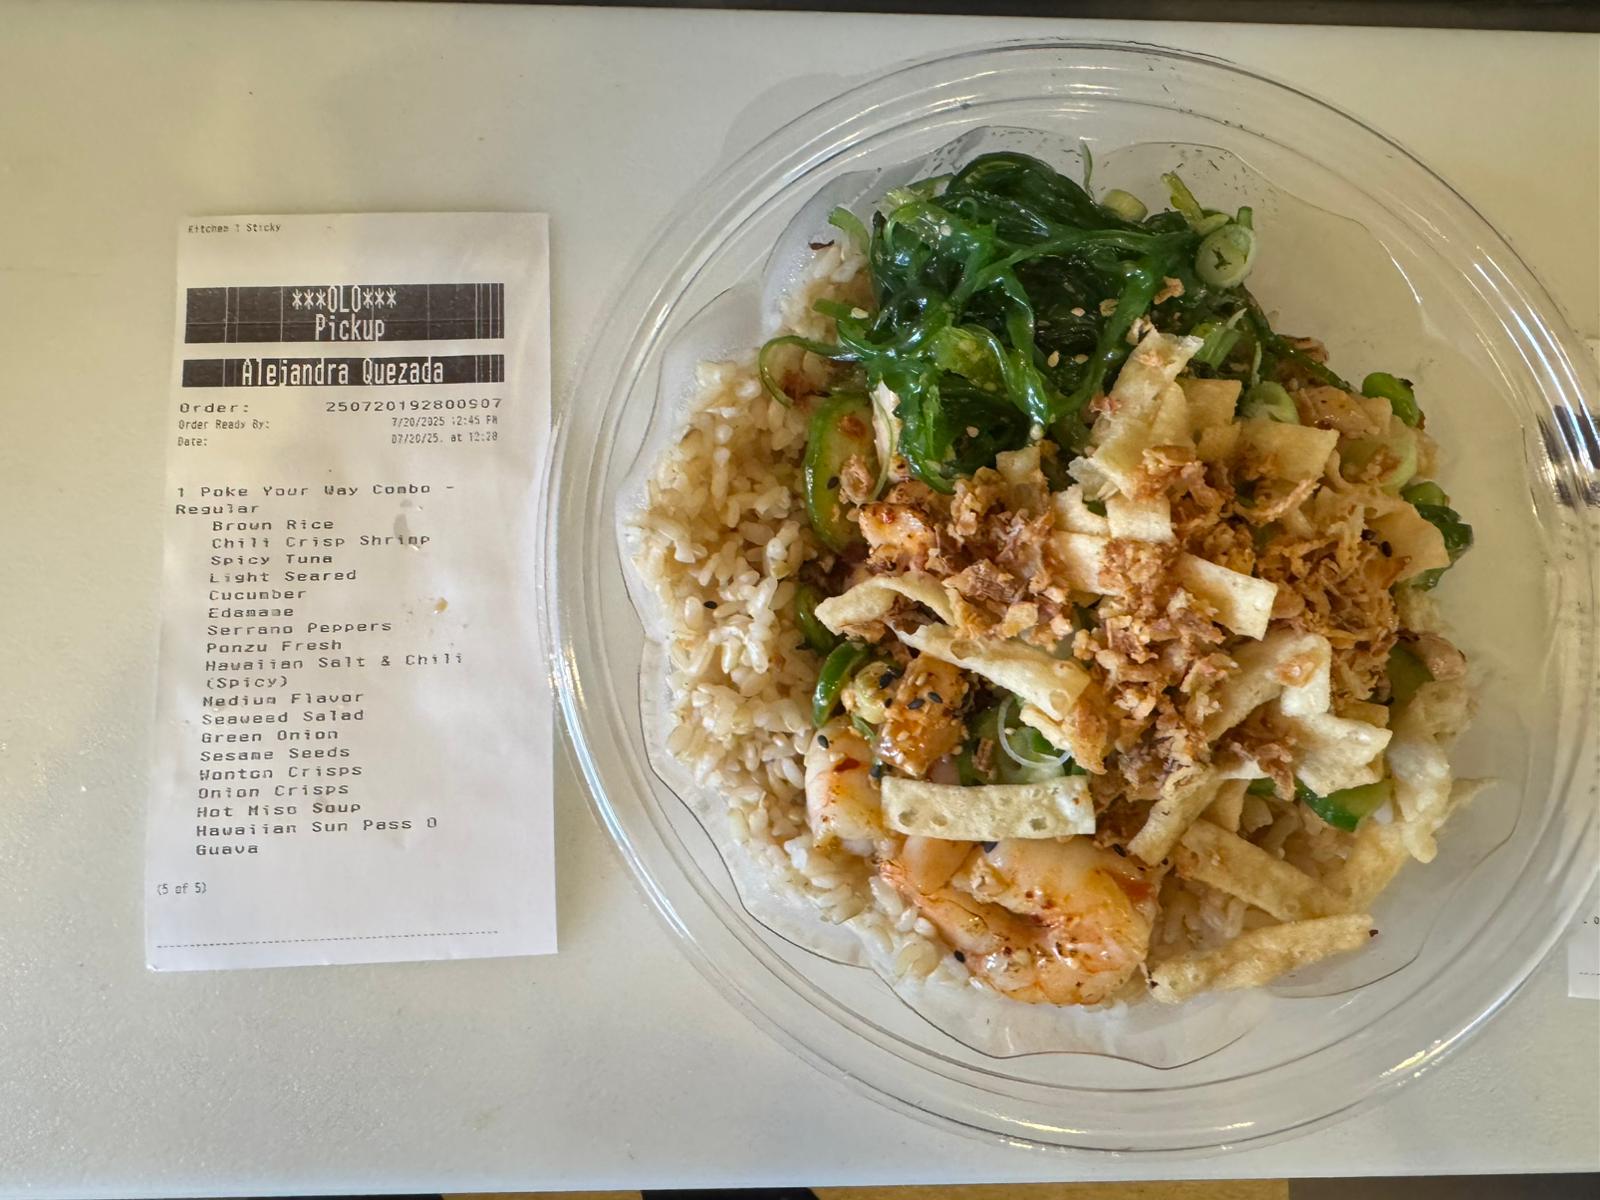 Kitchen 1 Sticky
***OLO***
Pickup
Alejandra Quezada
Order: 250720192800907
Order Ready By: 7/20/2025 12:45 PM
Date: 07/20/25. at 12:28
1 Poke Your Way Combo -
Regular
Brown Rice
Chili Crisp Shrimp
Spicy Tuna
Light Seared
Cucumber
Edamame
Serrano Peppers
Ponzu Fresh
Hawaiian Salt & Chili
(Spicy)
Medium Flavor
Seaweed Salad
Green Onion
Sesame Seeds
Wonton Crisps
Onion Crisps
Hot Miso Soup
Hawaiian Sun Pass O
Guava
(5 of 5)